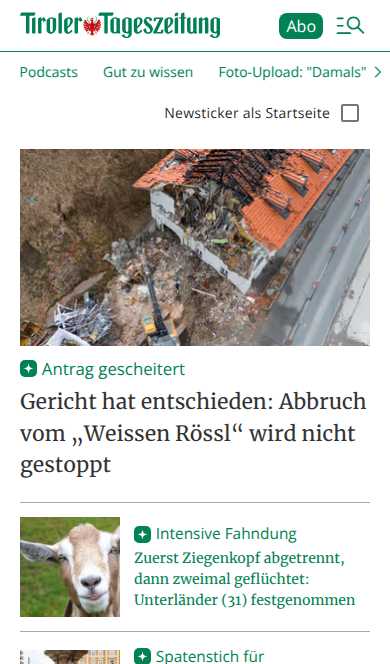 Tiroler Tageszeitung
Abo
Podcasts Gut zu wissen Foto-Upload: "Damals"
Newsticker als Startseite
Antrag gescheitert
Gericht hat entschieden: Abbruch
vom „Weissen Rössl“ wird nicht
gestoppt
Intensive Fahndung
Zuerst Ziegenkopf abgetrennt,
dann zweimal geflüchtet:
Unterländer (31) festgenommen
Spatenstich für